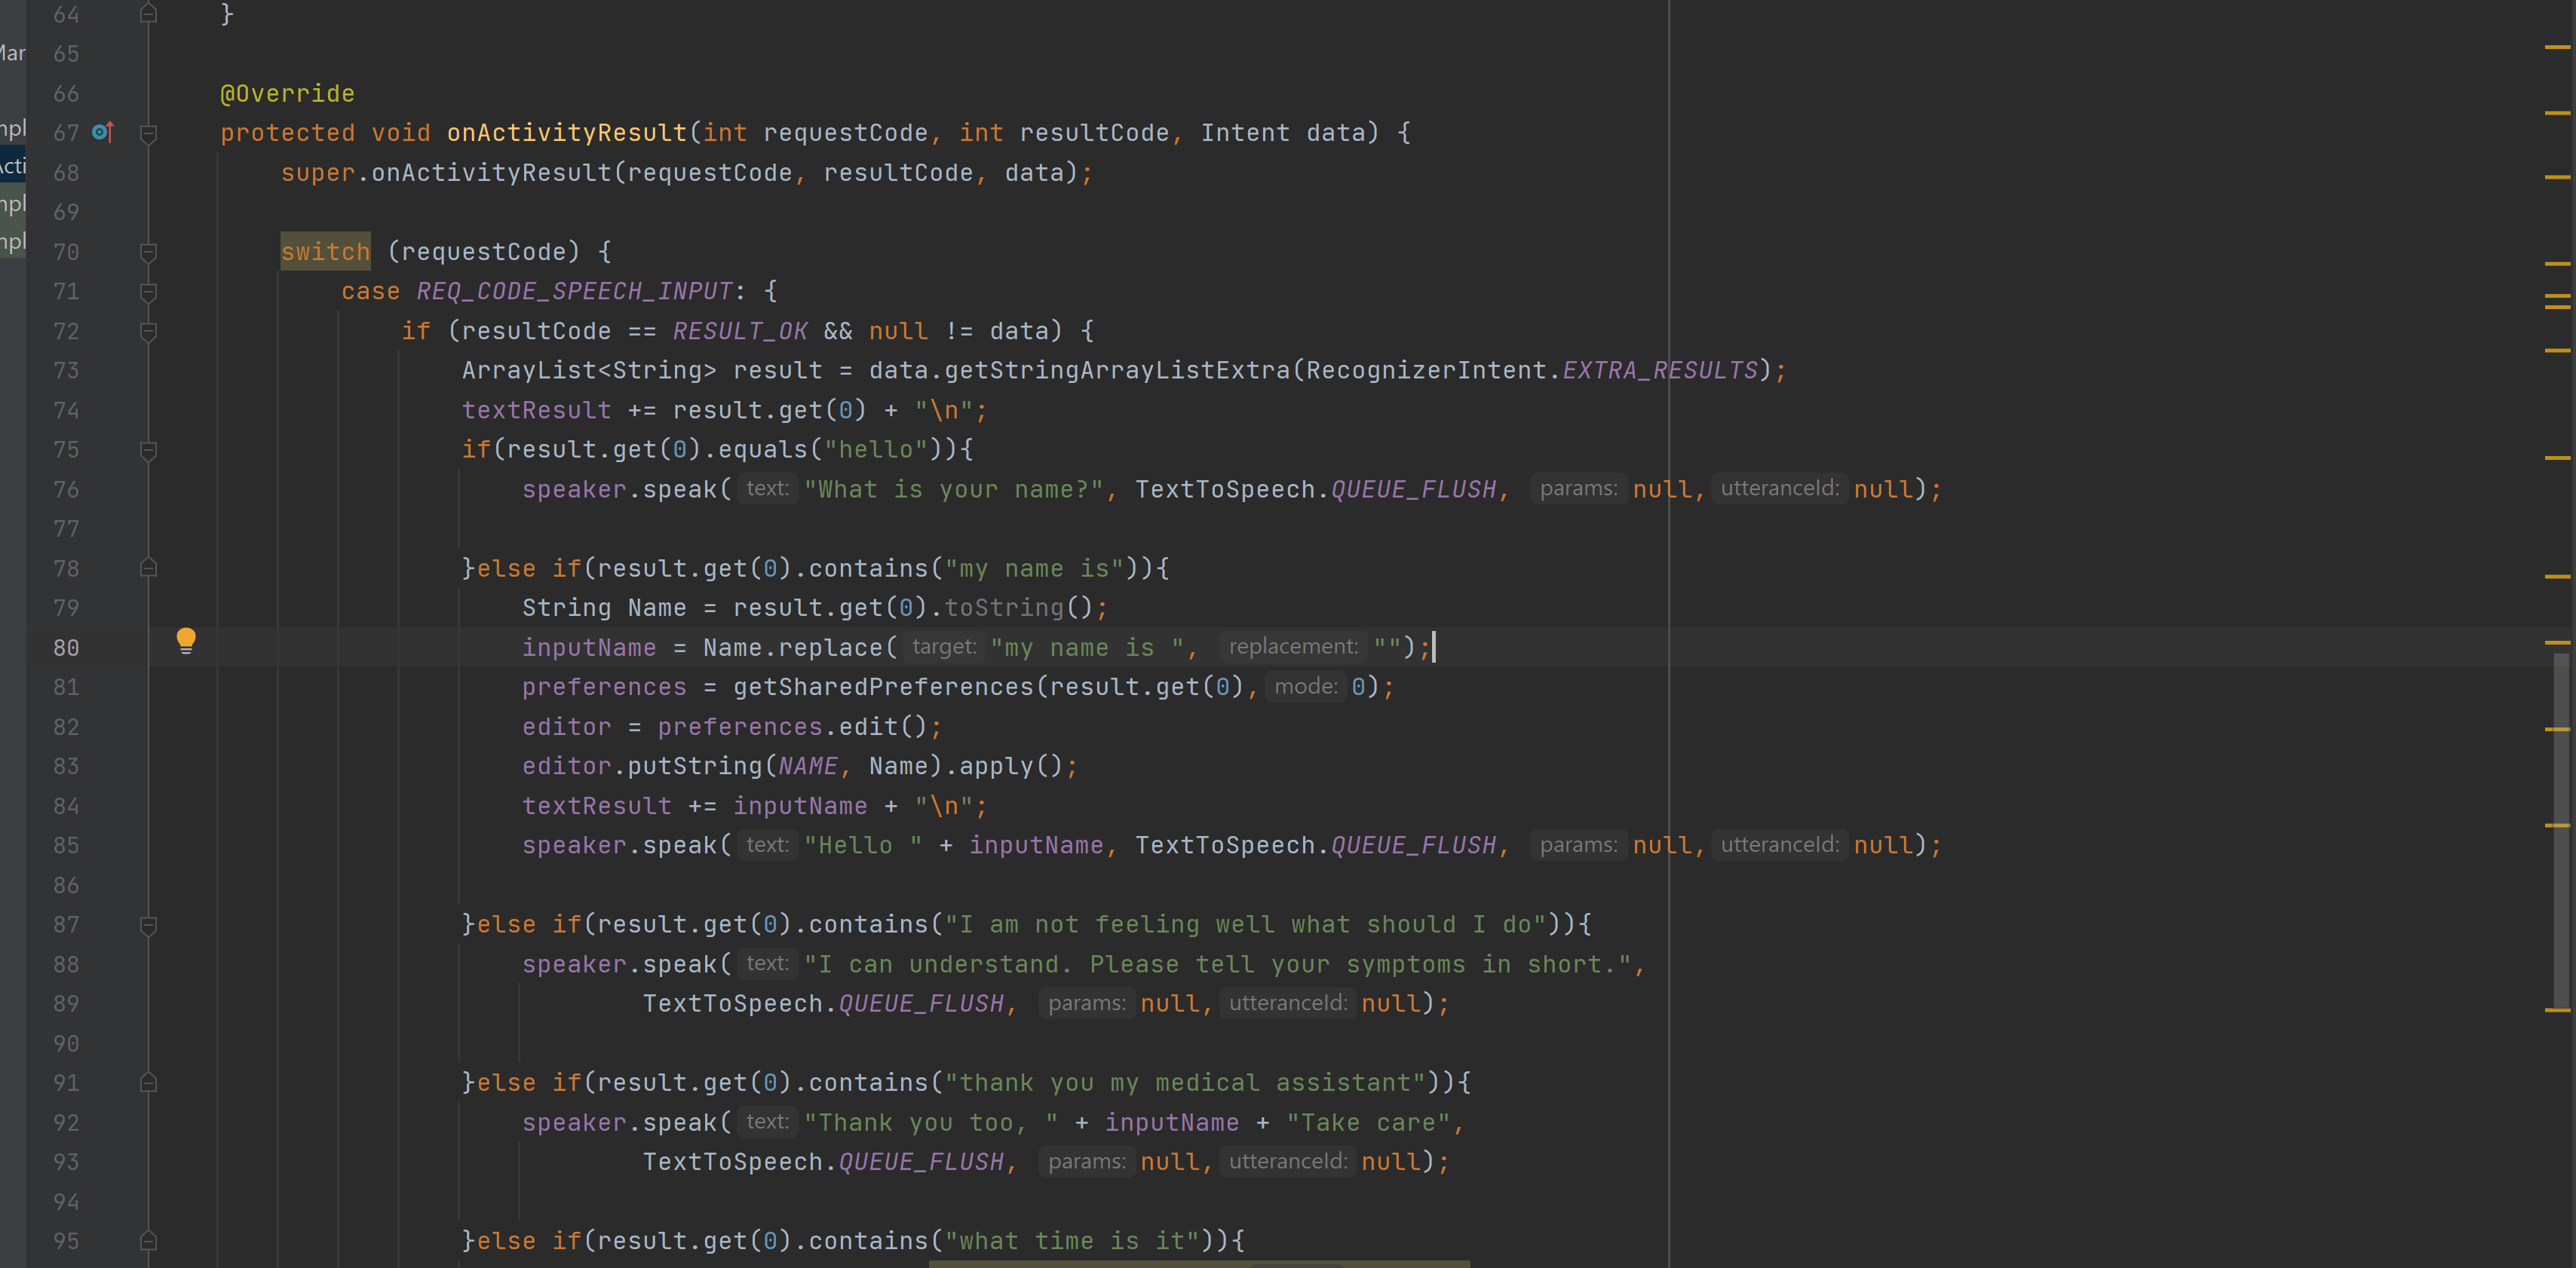 64 }
65
Mar
66 @Override
67 protected void onActivityResult(int requestCode, int resultCode, Intent data) {
mpl
68 super.onActivityResult(requestCode, resultCode, data);
Acti
69
mpl
70 switch (requestCode) {
mpl
71 case REQ_CODE_SPEECH_INPUT: {
72 if (resultCode == RESULT_OK && null != data) {
73 ArrayList<String> result = data.getStringArrayListExtra(RecognizerIntent.EXTRA_RESULTS);
74 textResult += result.get(0) + "\n";
75 if(result.get(0).equals("hello")){
76 speaker.speak( text: "What is your name?", TextToSpeech.QUEUE_FLUSH, params: null, utteranceId: null);
77
78 }else if(result.get(0).contains("my name is")){
79 String Name = result.get(0).toString();
80 inputName = Name.replace( target: "my name is ", replacement: "");
81 preferences = getSharedPreferences(result.get(0), mode: 0);
82 editor = preferences.edit();
83 editor.putString(NAME, Name).apply();
84 textResult += inputName + "\n";
85 speaker.speak( text: "Hello " + inputName, TextToSpeech.QUEUE_FLUSH, params: null, utteranceId: null);
86
87 }else if(result.get(0).contains("I am not feeling well what should I do")){
88 speaker.speak( text: "I can understand. Please tell your symptoms in short.",
89 TextToSpeech.QUEUE_FLUSH, params: null, utteranceId: null);
90
91 }else if(result.get(0).contains("thank you my medical assistant")){
92 speaker.speak( text: "Thank you too, " + inputName + "Take care",
93 TextToSpeech.QUEUE_FLUSH, params: null, utteranceId: null);
94
95 }else if(result.get(0).contains("what time is it")){